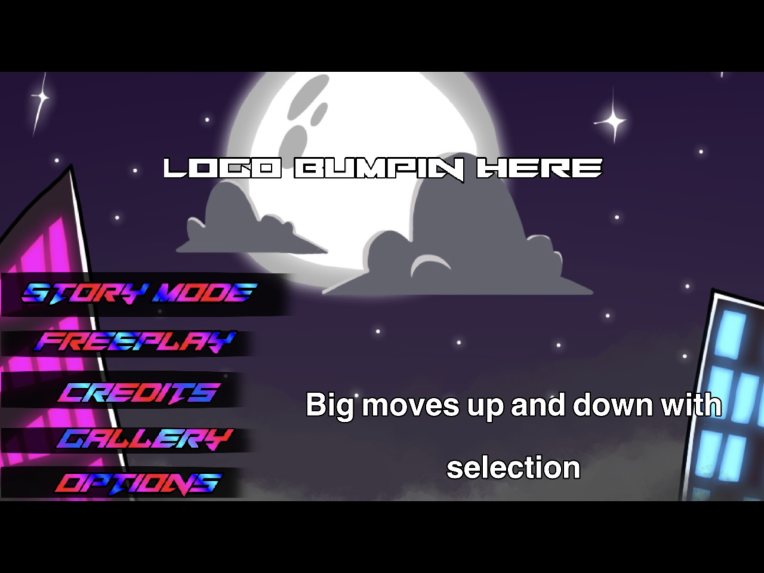 LOGO BUMPIN HERE
STORY MODE
FREEPLAY
CREDITS
GALLERY
OPTIONS
Big moves up and down with
selection